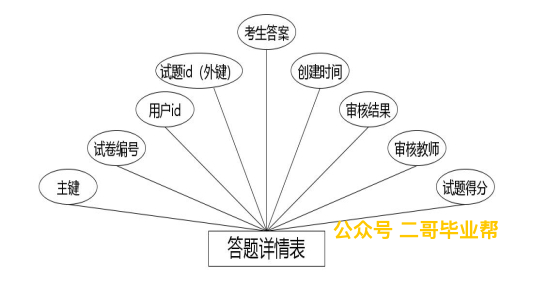 考生答案
试题id（外键）
创建时间
用户id
审核结果
试卷编号
审核教师
主键
试题得分
公众号 二哥毕业帮
答题详情表